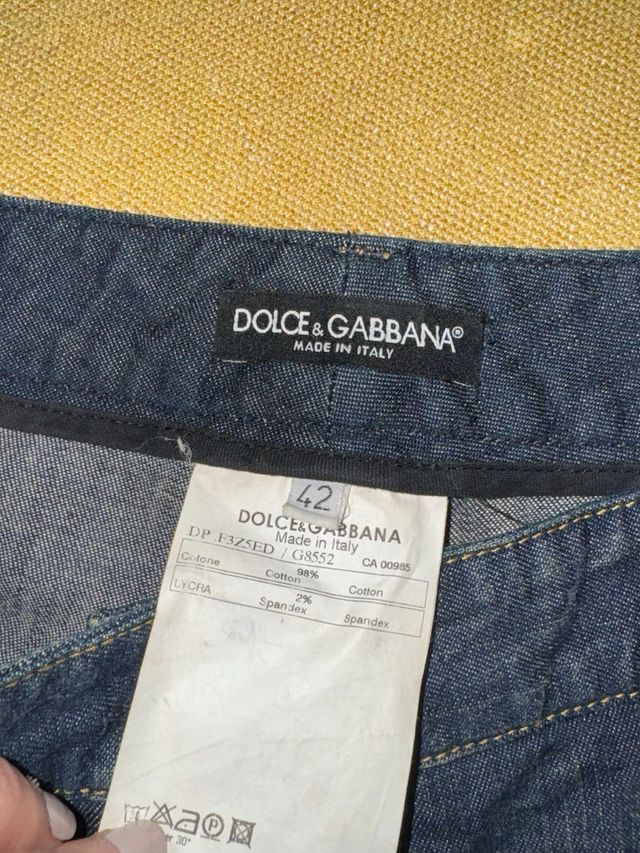 DOLCE & GABBANA®
MADE IN ITALY
42
DOLCE&GABBANA
Made in Italy
DP F3Z5ED / G8552 CA 00985
Cotone 98% Cotton Cotton
LYCRA 2% Spandex Spandex
30°